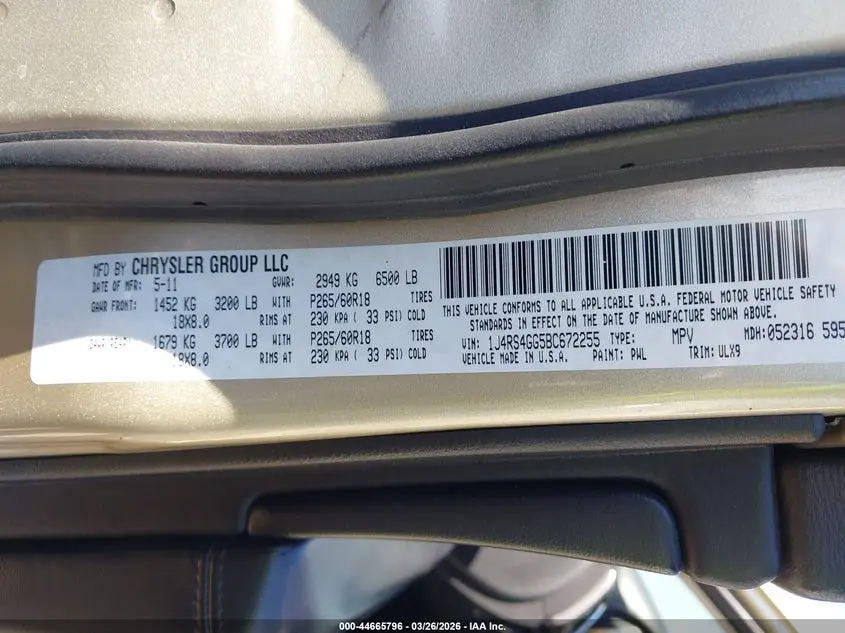 MFD BY CHRYSLER GROUP LLC
DATE OF MFR: 5-11 GVWR: 2949 KG 6500 LB
GAWR FRONT: 1452 KG 3200 LB WITH P265/60R18 TIRES
18X8.0 RIMS AT 230 KPA ( 33 PSI) COLD
GAWR REAR: 1679 KG 3700 LB WITH P265/60R18 TIRES
18X8.0 RIMS AT 230 KPA ( 33 PSI) COLD
THIS VEHICLE CONFORMS TO ALL APPLICABLE U.S.A. FEDERAL MOTOR VEHICLE SAFETY
STANDARDS IN EFFECT ON THE DATE OF MANUFACTURE SHOWN ABOVE.
VIN: 1J4RS4GG5BC672255 TYPE: MPV MDH: 052316 595
VEHICLE MADE IN U.S.A. PAINT: PWL TRIM: ULX9
000-44665796 - 03/26/2026 - IAA Inc.